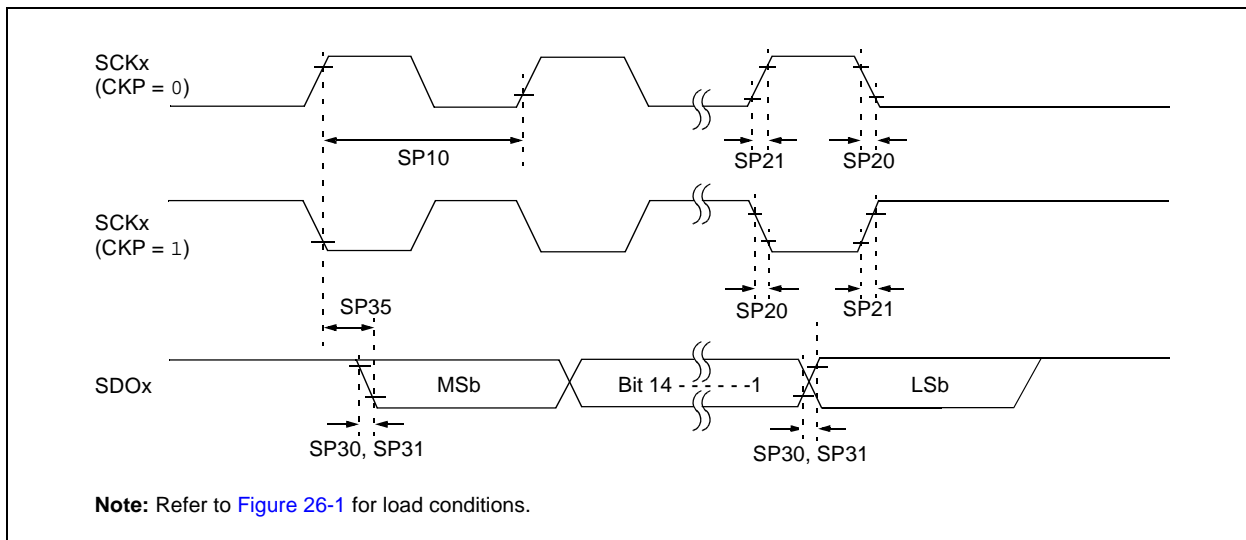 SCKx
(CKP = 0)
SP10
SP21
SP20
SCKx
(CKP = 1)
SP35
SP20
SP21
SDOx
MSb
Bit 14 - - - - - -1
LSb
SP30, SP31
SP30, SP31
Note: Refer to Figure 26-1 for load conditions.